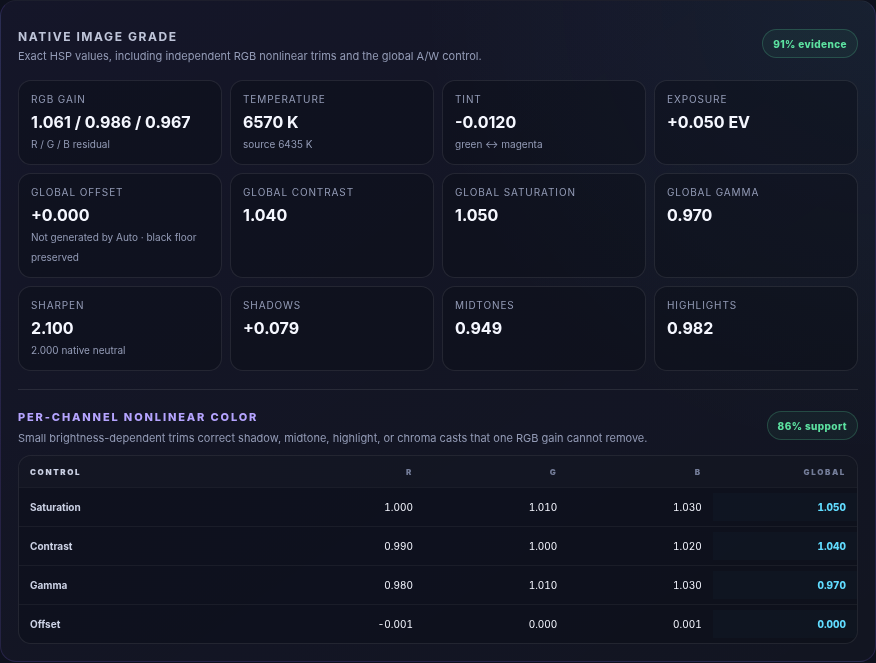 NATIVE IMAGE GRADE
Exact HSP values, including independent RGB nonlinear trims and the global A/W control.
91% evidence
RGB GAIN
1.061 / 0.986 / 0.967
R / G / B residual
TEMPERATURE
6570 K
source 6435 K
TINT
-0.0120
green ↔ magenta
EXPOSURE
+0.050 EV
GLOBAL OFFSET
+0.000
Not generated by Auto · black floor
preserved
GLOBAL CONTRAST
1.040
GLOBAL SATURATION
1.050
GLOBAL GAMMA
0.970
SHARPEN
2.100
2.000 native neutral
SHADOWS
+0.079
MIDTONES
0.949
HIGHLIGHTS
0.982
PER-CHANNEL NONLINEAR COLOR
Small brightness-dependent trims correct shadow, midtone, highlight, or chroma casts that one RGB gain cannot remove.
86% support
CONTROL R G B GLOBAL
Saturation 1.000 1.010 1.030 1.050
Contrast 0.990 1.000 1.020 1.040
Gamma 0.980 1.010 1.030 0.970
Offset -0.001 0.000 0.001 0.000